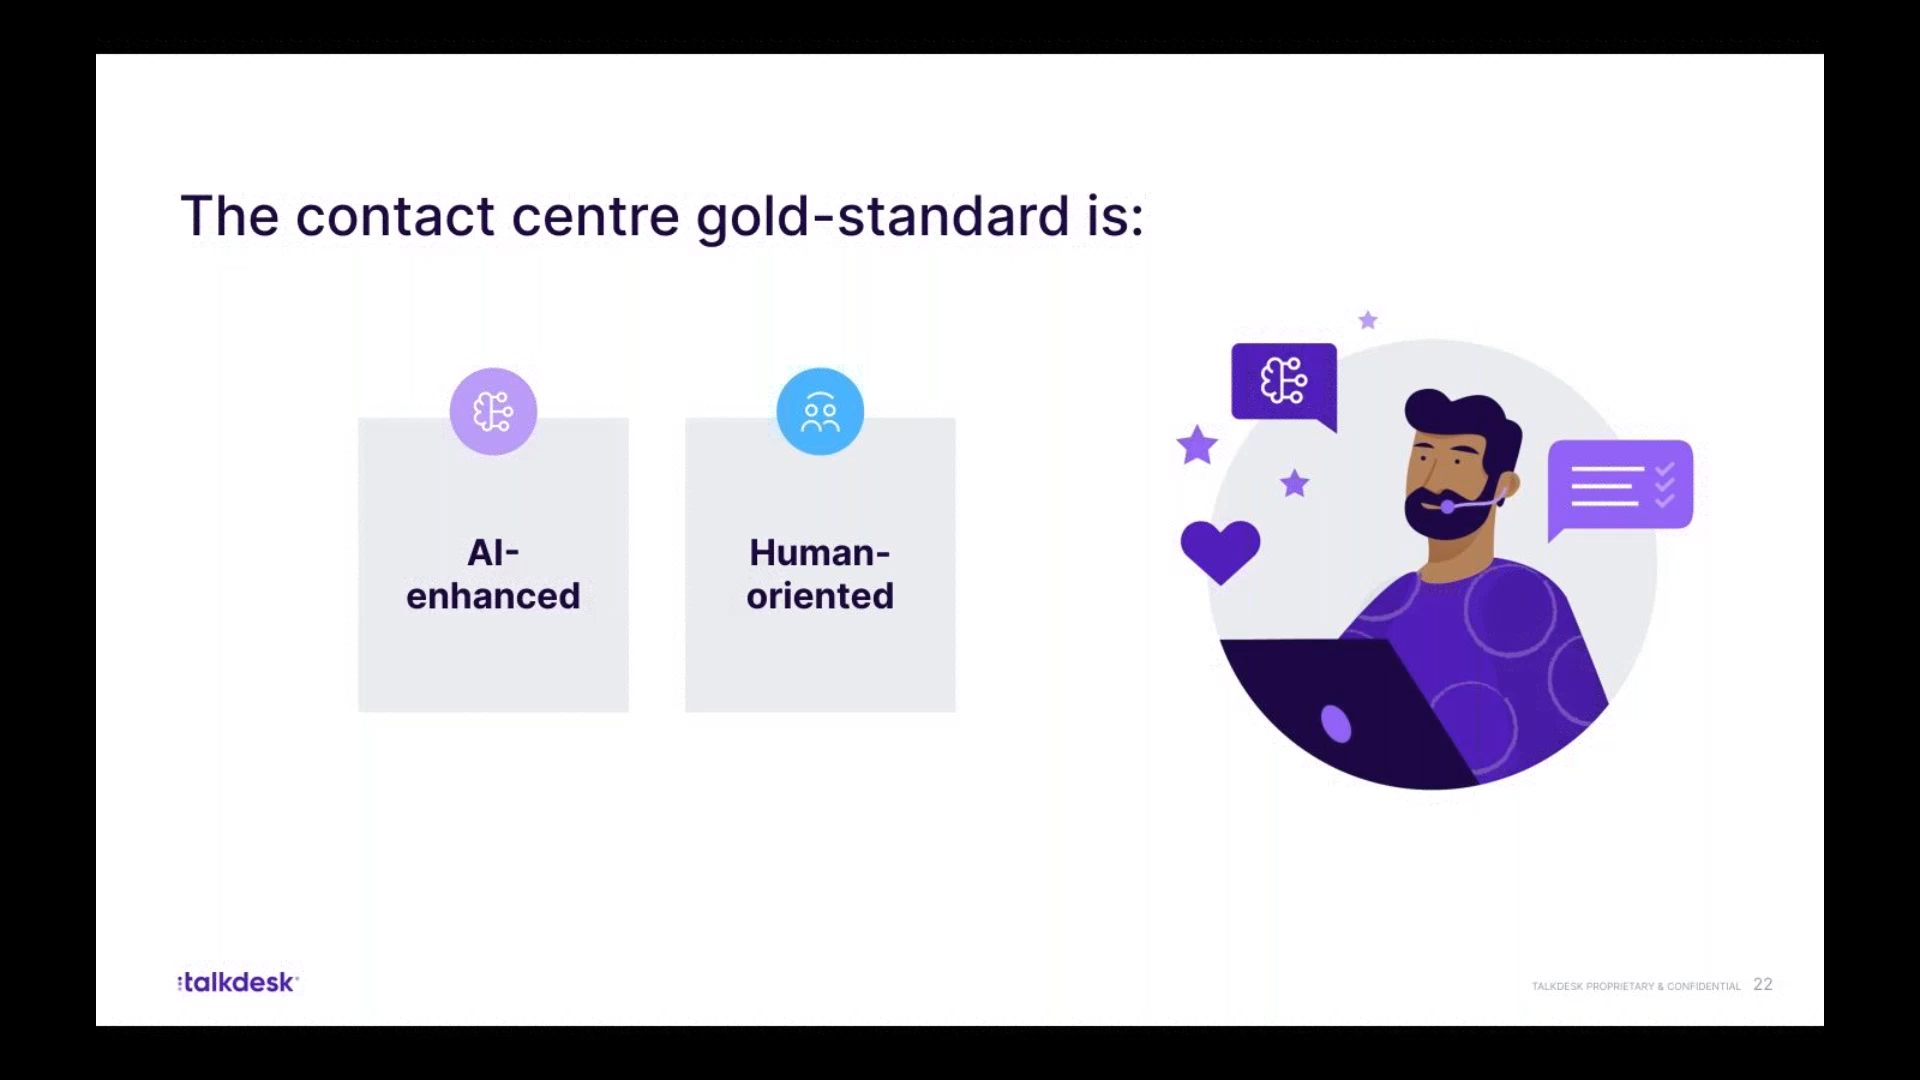 The contact centre gold-standard is:
AI-
enhanced
Human-
oriented
:talkdesk
TALKDESK PROPRIETARY & CONFIDENTIAL 22